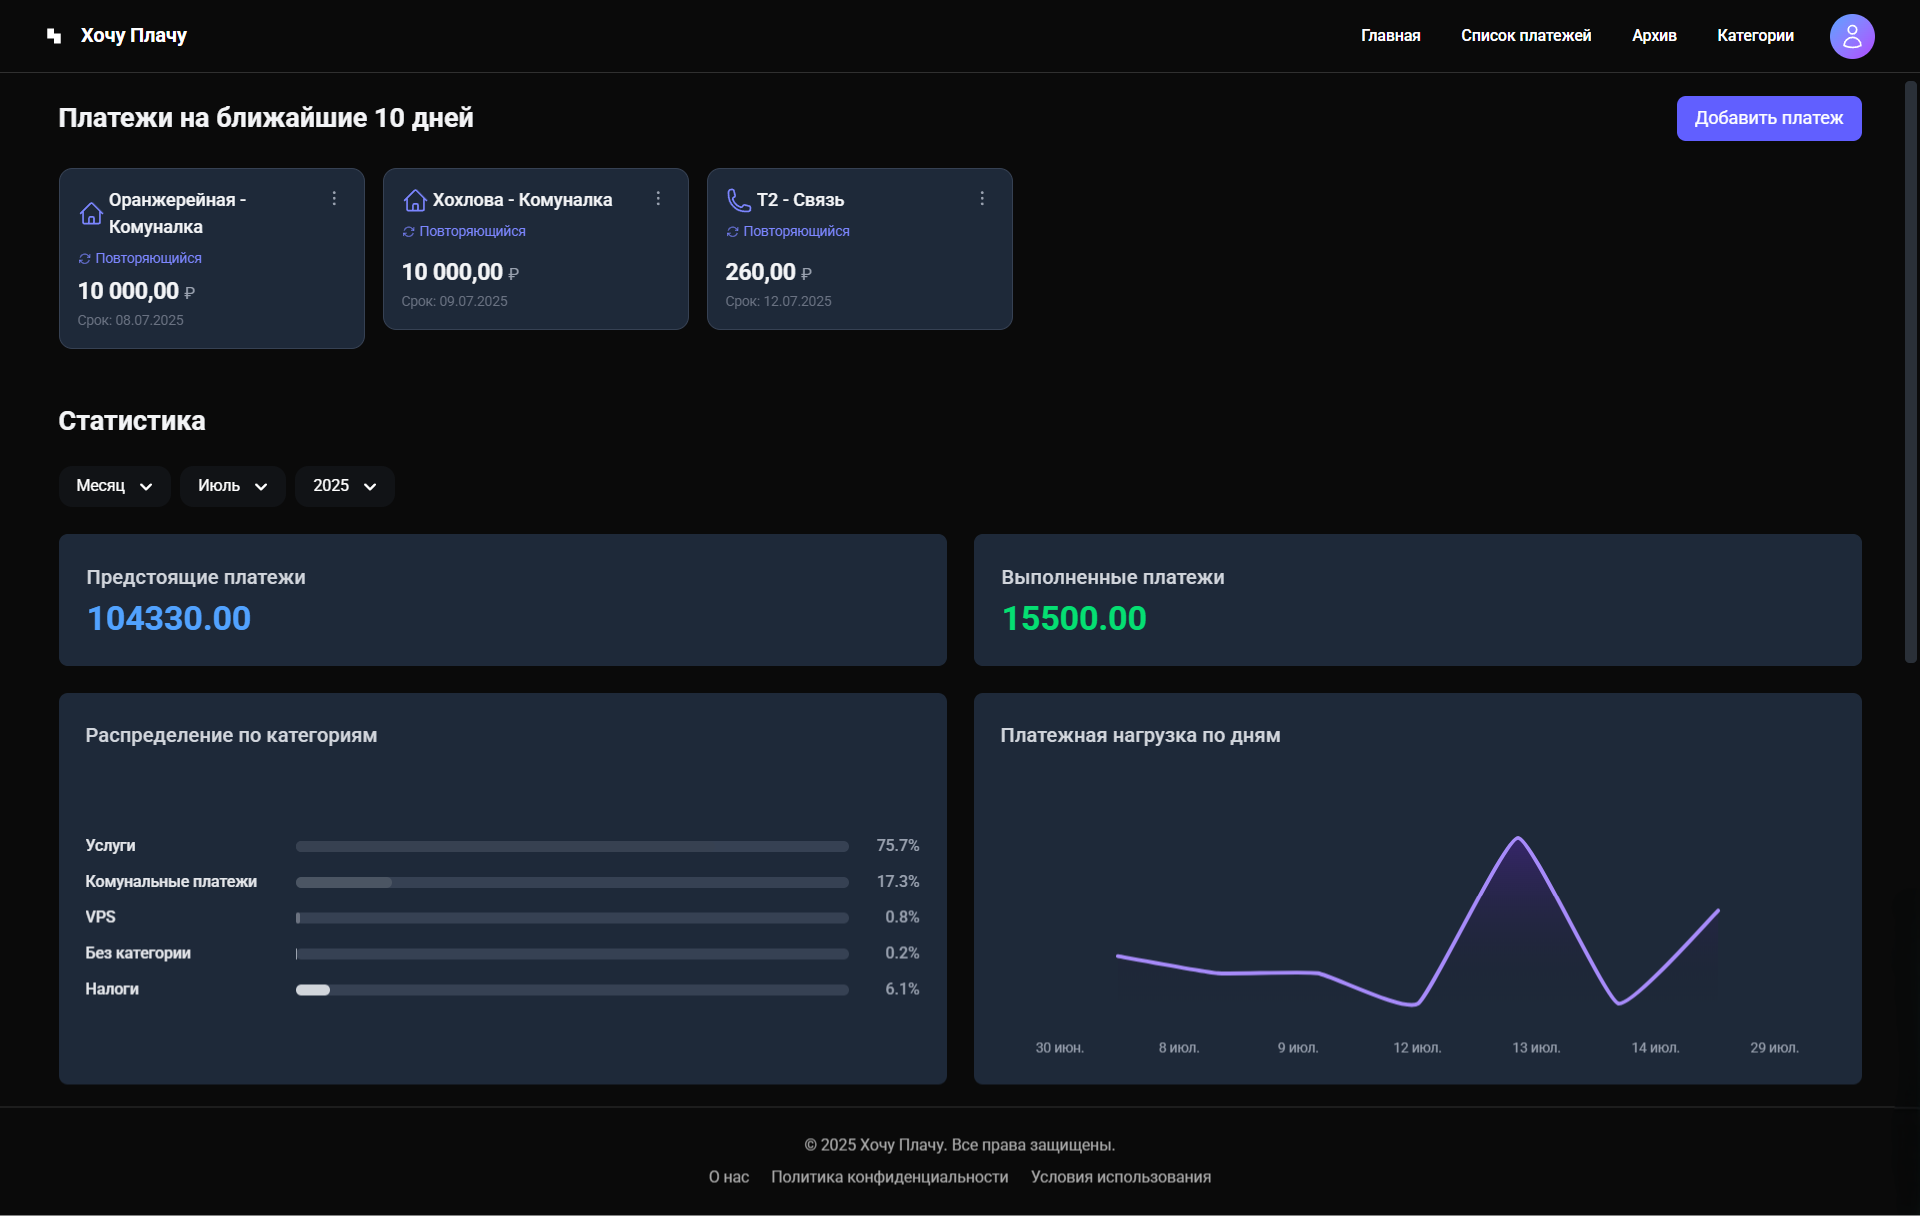 Хочу Плачу
Главная
Список платежей
Архив
Категории
Платежи на ближайшие 10 дней
Добавить платеж
Оранжерейная -
Комуналка
Повторяющийся
10 000,00 ₽
Срок: 08.07.2025
Хохлова - Комуналка
Повторяющийся
10 000,00 ₽
Срок: 09.07.2025
Т2 - Связь
Повторяющийся
260,00 ₽
Срок: 12.07.2025
Статистика
Месяц
Июль
2025
Предстоящие платежи
104330.00
Выполненные платежи
15500.00
Распределение по категориям
Услуги 75.7%
Комунальные платежи 17.3%
VPS 0.8%
Без категории 0.2%
Налоги 6.1%
Платежная нагрузка по дням
30 июн. 8 июл. 9 июл. 12 июл. 13 июл. 14 июл. 29 июл.
© 2025 Хочу Плачу. Все права защищены.
О нас Политика конфиденциальности Условия использования